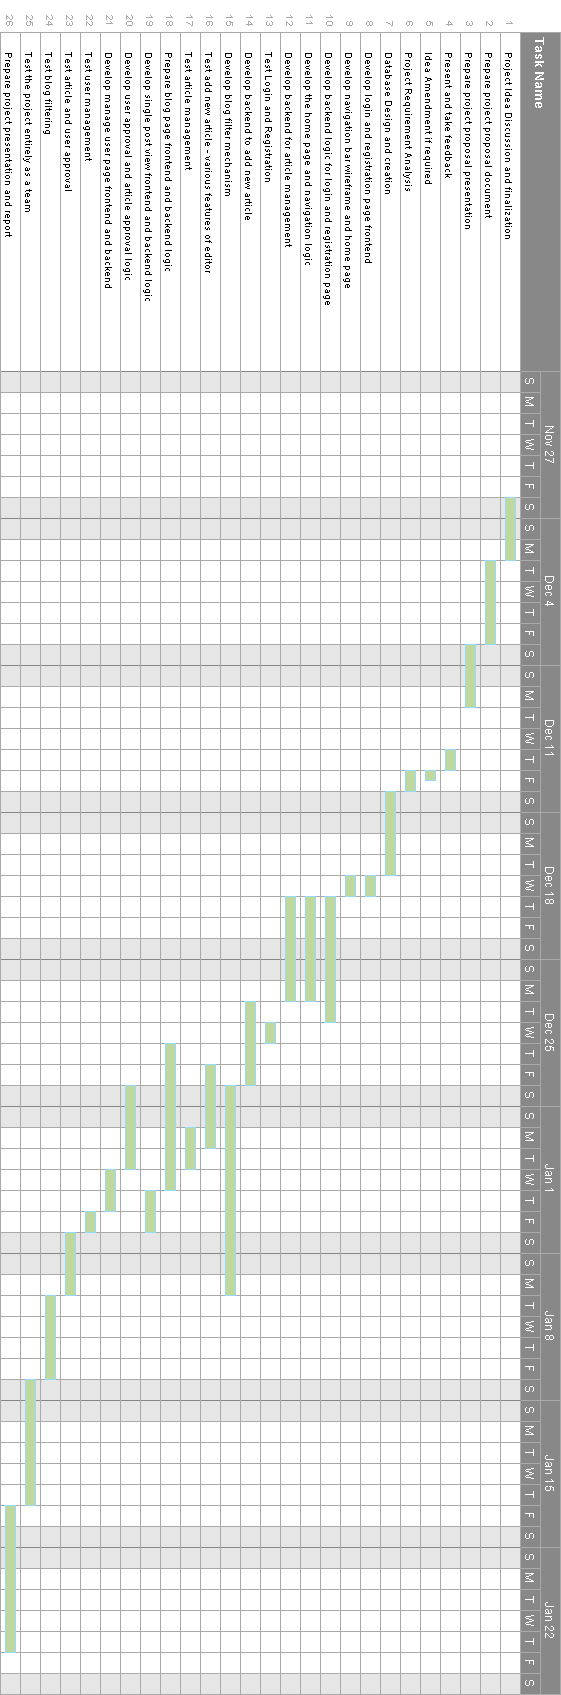 Task Name
Nov 27
Dec 4
Dec 11
Dec 18
Dec 25
Jan 1
Jan 8
Jan 15
Jan 22
S M T W T F S S M T W T F S S M T W T F S S M T W T F S S M T W T F S S M T W T F S S M T W T F S S M T W T F S S M T W T F S
1 Project Idea Discussion and finalization
2 Prepare project proposal document
3 Prepare project proposal presentation
4 Present and take feedback
5 Idea Amendment if required
6 Project Requirement Analysis
7 Database Design and creation
8 Develop login and registration page frontend
9 Develop navigation bar wireframe and home page
10 Develop backend logic for login and registration page
11 Develop the home page and navigation logic
12 Develop backend for article management
13 Test Login and Registration
14 Develop backend to add new article
15 Develop blog filter mechanism
16 Test add new article - various features of editor
17 Test article management
18 Prepare blog page frontend and backend logic
19 Develop single post view frontend and backend logic
20 Develop user approval and article approval logic
21 Develop manage user page frontend and backend
22 Test user management
23 Test article and user approval
24 Test blog filtering
25 Test the project entirely as a team
26 Prepare project presentation and report